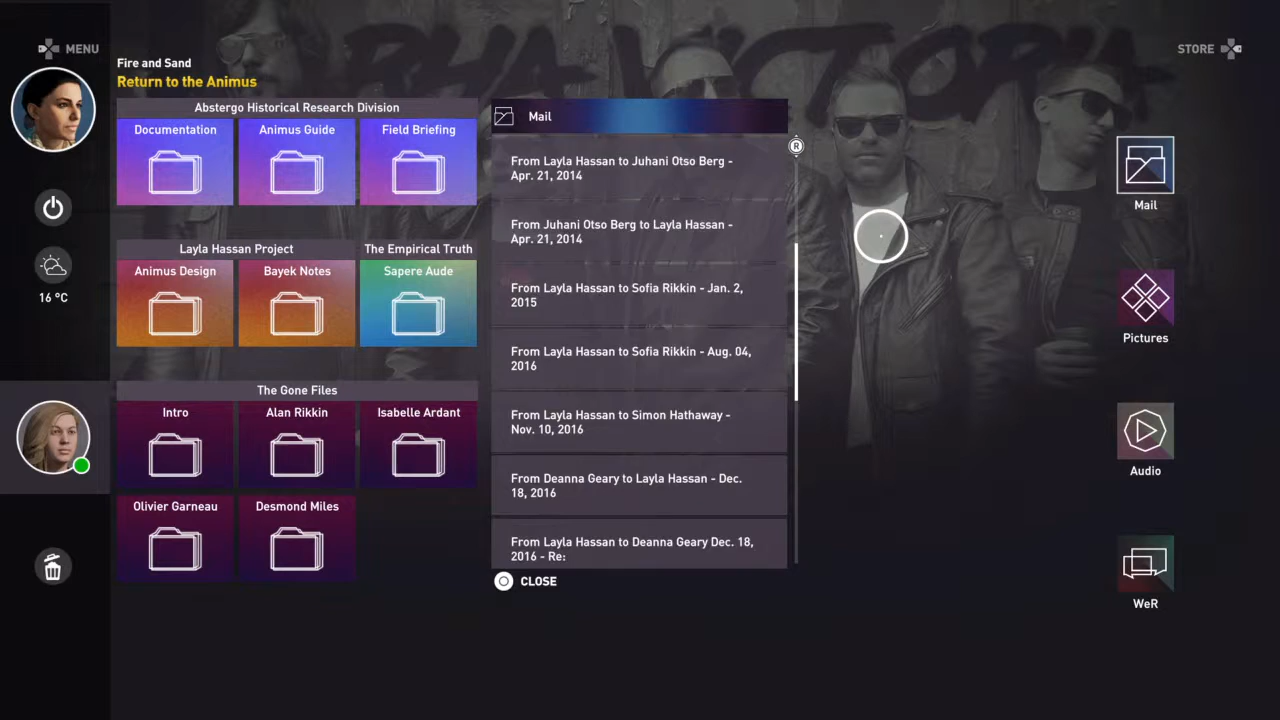 MENU
STORE
Fire and Sand
Return to the Animus
Abstergo Historical Research Division
Documentation
Animus Guide
Field Briefing
Layla Hassan Project
The Empirical Truth
Animus Design
Bayek Notes
Sapere Aude
16 °C
The Gone Files
Intro
Alan Rikkin
Isabelle Ardant
Olivier Garneau
Desmond Miles
Mail
R
From Layla Hassan to Juhani Otso Berg -
Apr. 21, 2014
From Juhani Otso Berg to Layla Hassan -
Apr. 21, 2014
From Layla Hassan to Sofia Rikkin - Jan. 2,
2015
From Layla Hassan to Sofia Rikkin - Aug. 04,
2016
From Layla Hassan to Simon Hathaway -
Nov. 10, 2016
From Deanna Geary to Layla Hassan - Dec.
18, 2016
From Layla Hassan to Deanna Geary Dec. 18,
2016 - Re:
CLOSE
Mail
Pictures
Audio
WeR